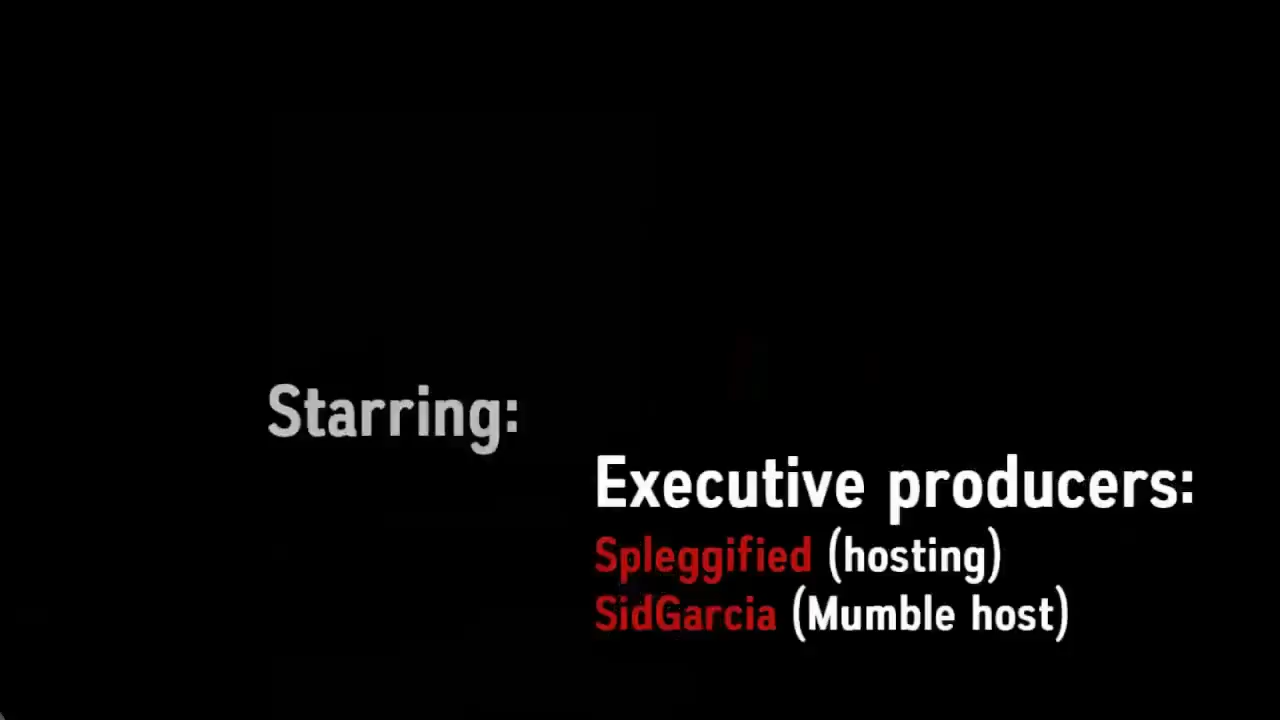 Starring:
Executive producers:
Spleggified (hosting)
SidGarcia (Mumble host)